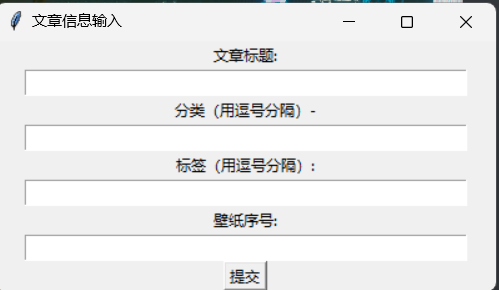 文章信息输入
文章标题:
分类（用逗号分隔）-
标签（用逗号分隔）:
壁纸序号:
提交